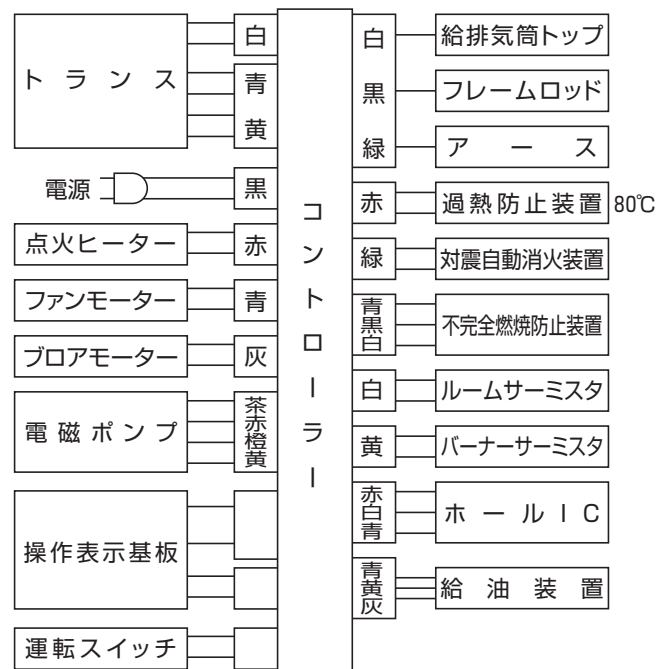 トランス
白
青
黄
電源
黒
点火ヒーター
赤
ファンモーター
青
ブロアモーター
灰
電磁ポンプ
茶
赤
橙
黄
操作表示基板
運転スイッチ
コントローラー
白
給排気筒トップ
黒
フレームロッド
緑
アース
赤
過熱防止装置
80℃
緑
対震自動消火装置
青
黒
白
不完全燃焼防止装置
白
ルームサーミスタ
黄
バーナーサーミスタ
赤
白
青
ホールIC
青
黄
灰
給油装置